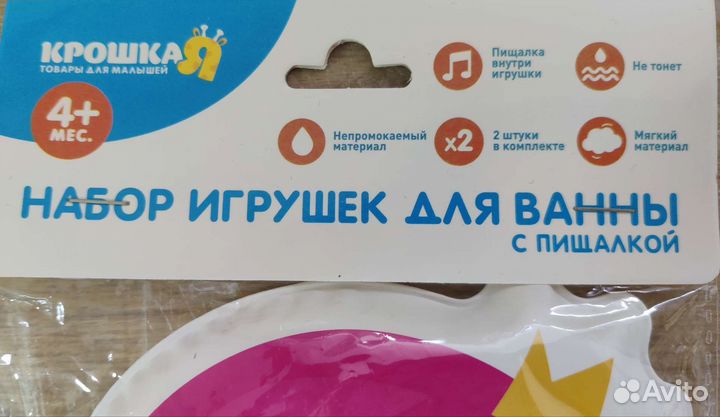 КРОШКА Я
ТОВАРЫ ДЛЯ МАЛЫШЕЙ
4+
МЕС.
Пищалка
внутри
игрушки
Не тонет
Непромокаемый
материал
x2
2 штуки
в комплекте
Мягкий
материал
НАБОР ИГРУШЕК ДЛЯ ВАННЫ
С ПИЩАЛКОЙ
Avito